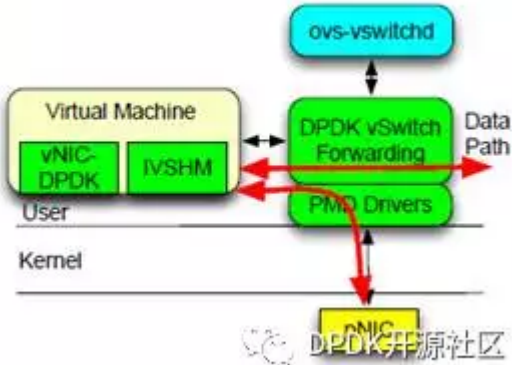 ovs-vswitchd
Virtual Machine
vNIC-
DPDK
IVSHM
DPDK vSwitch
Forwarding
Data
Path
PMD Drivers
User
Kernel
pNIC
DPDK开源社区